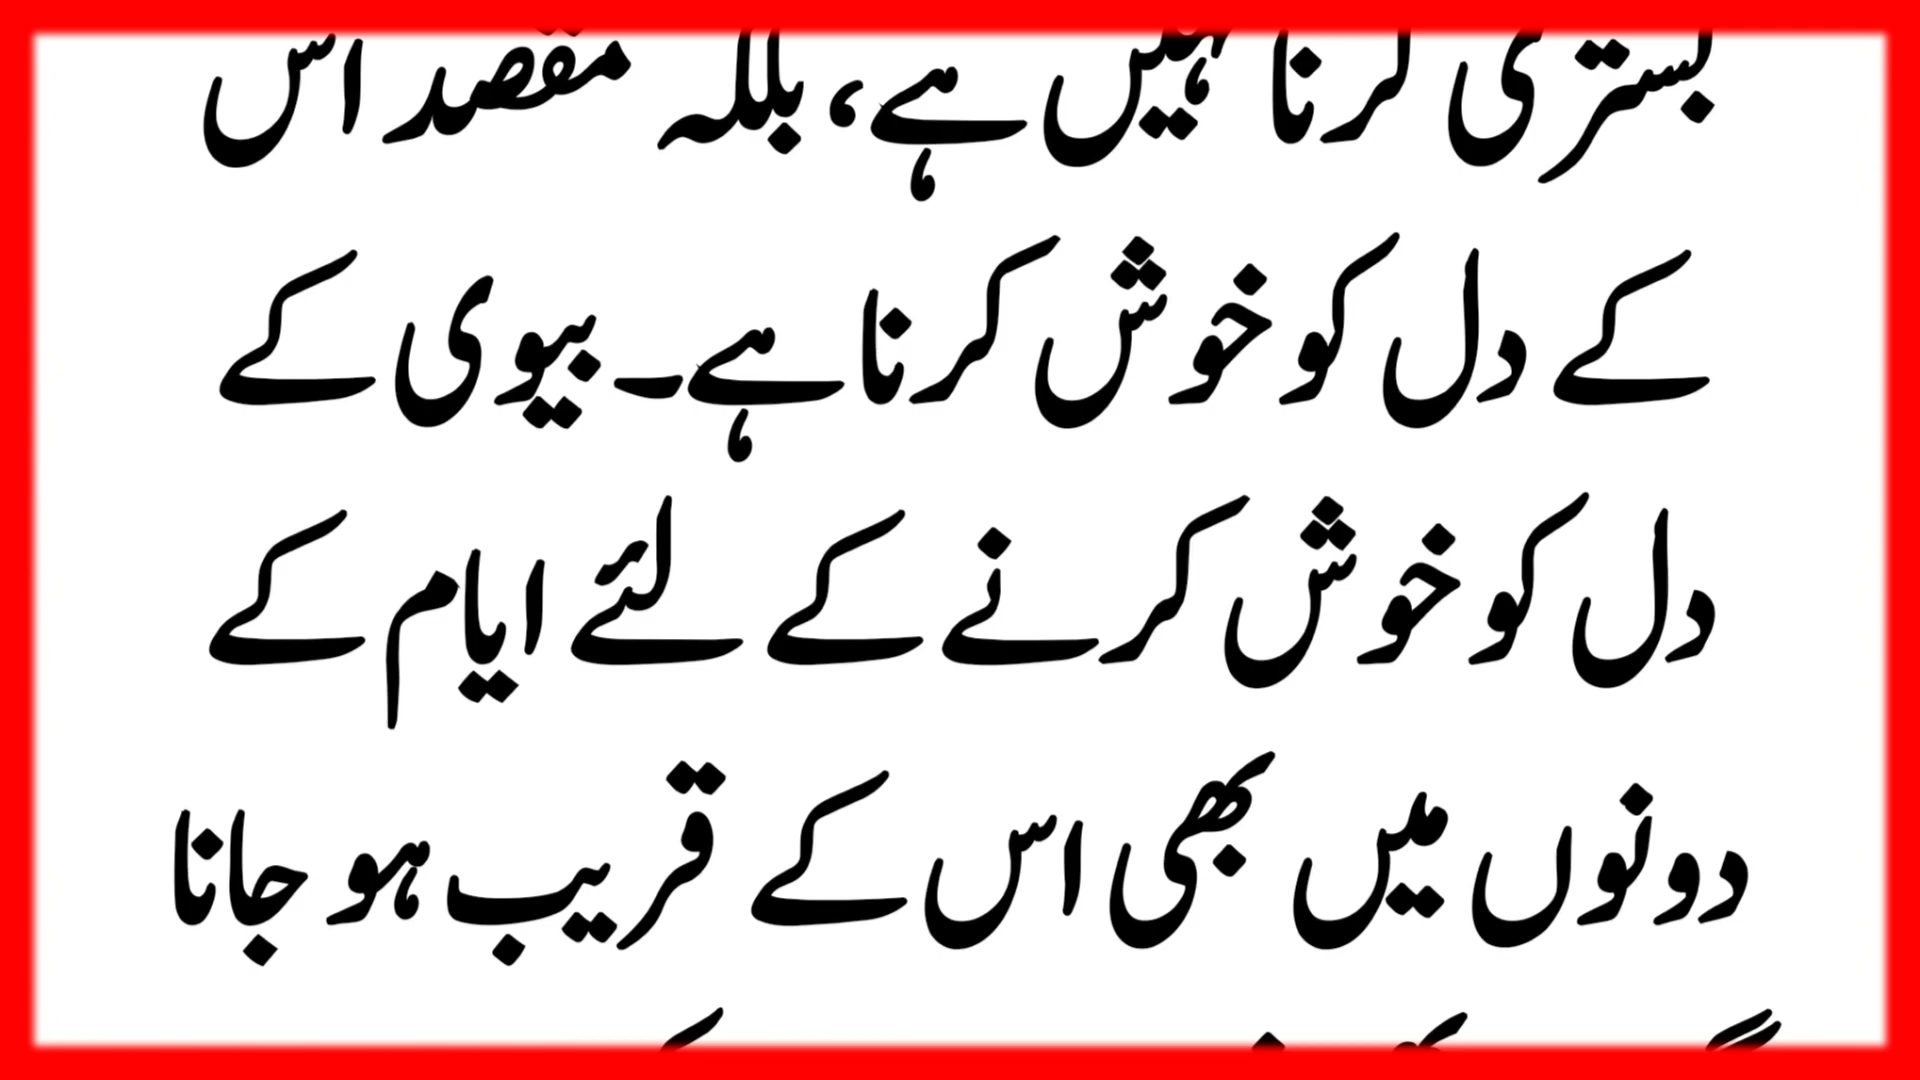 بستری کرنا نہیں ہے، بلکہ مقصد اس
کے دل کو خوش کرنا ہے۔ بیوی کے
دل کو خوش کرنے کے لئے ایام کے
دونوں میں بھی اس کے قریب ہو جانا